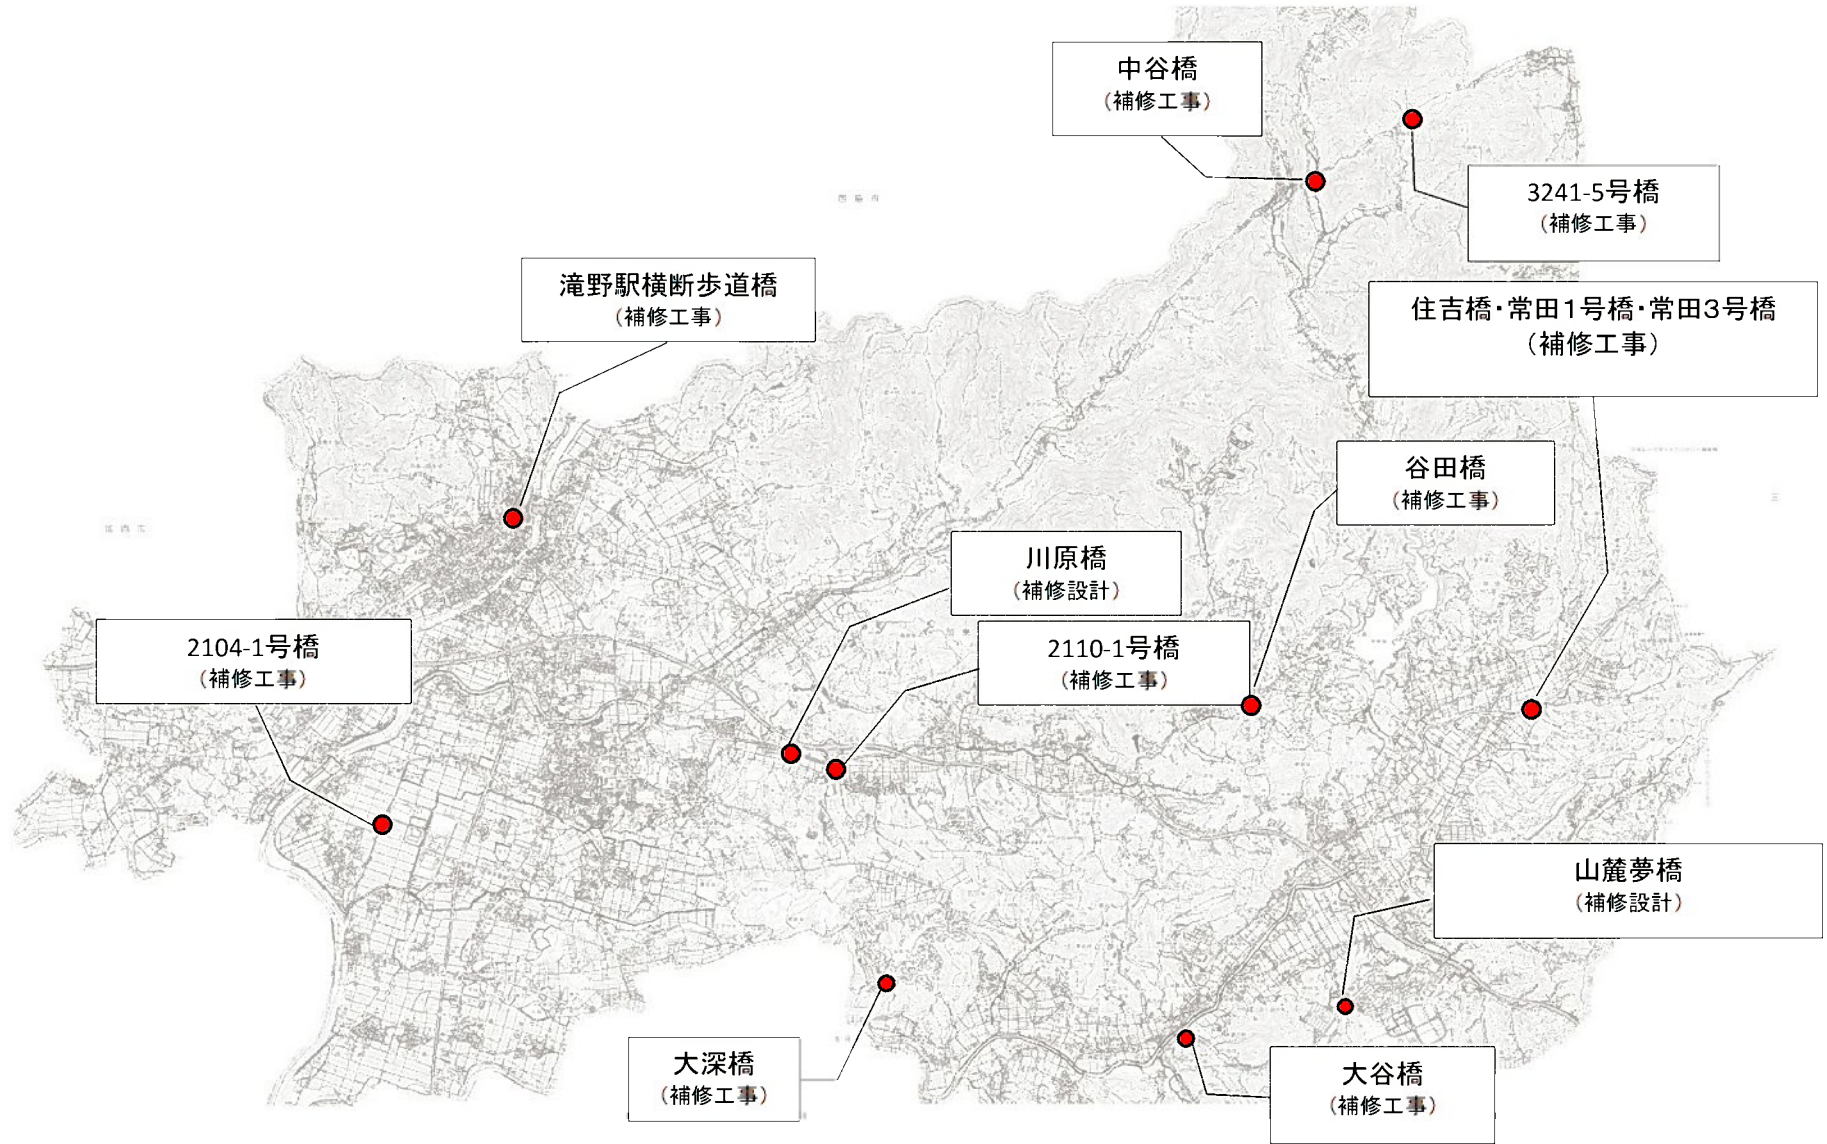 中谷橋
（補修工事）
3241-5号橋
（補修工事）
滝野駅横断歩道橋
（補修工事）
住吉橋・常田１号橋・常田３号橋
（補修工事）
谷田橋
（補修工事）
川原橋
（補修設計）
2104-1号橋
（補修工事）
2110-1号橋
（補修工事）
山麓夢橋
（補修設計）
大深橋
（補修工事）
大谷橋
（補修工事）